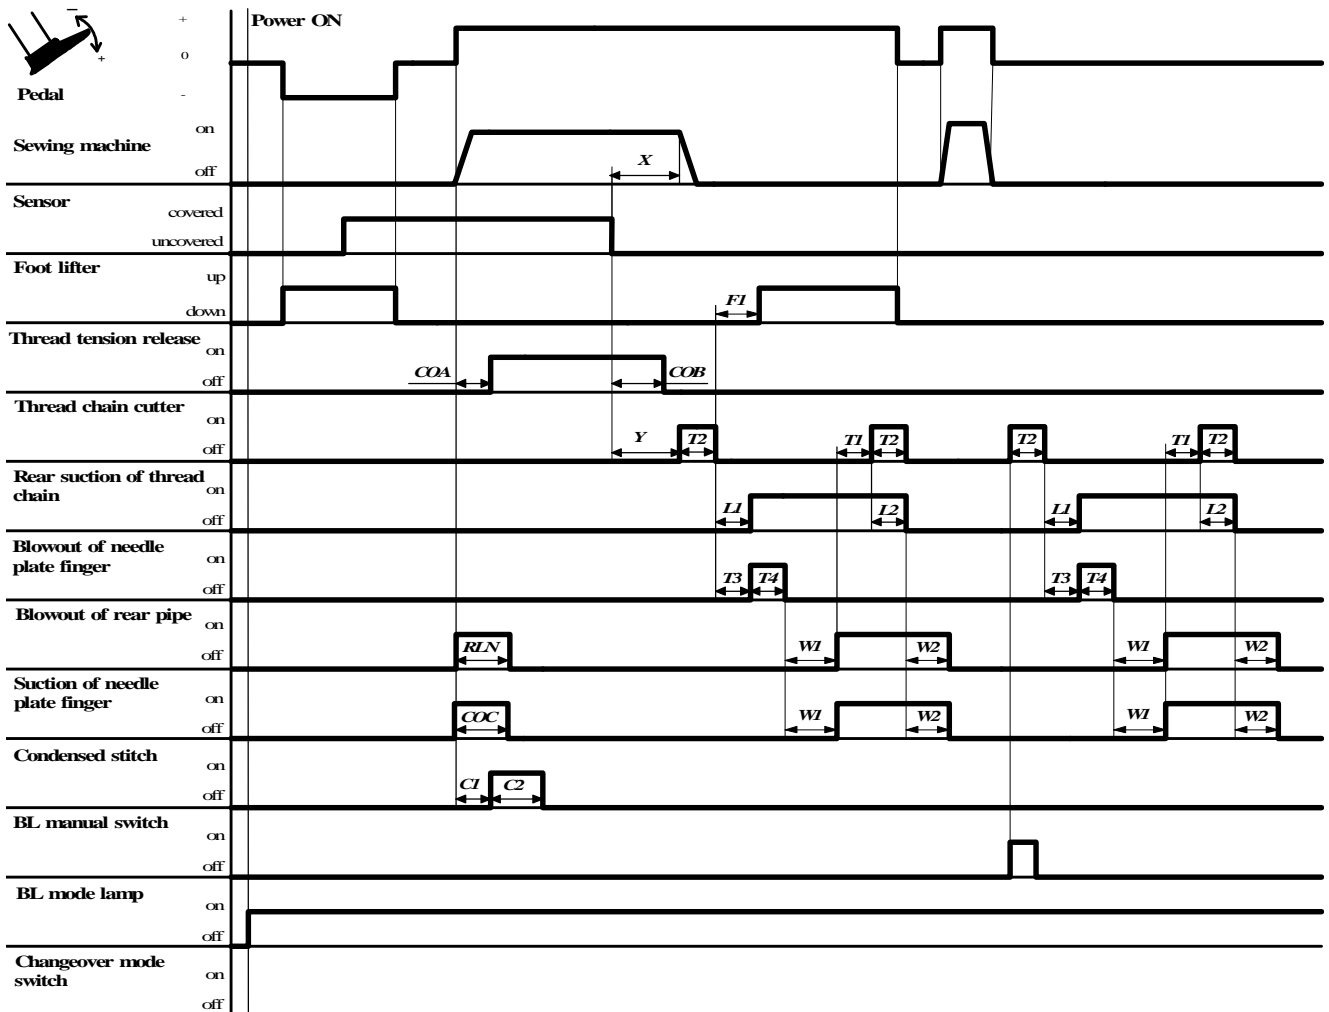 Power ON
−
+
+
0
-
Pedal
on
Sewing machine
off
X
Sensor
covered
uncovered
Foot lifter
up
down
F1
Thread tension release
on
off
COA
COB
Thread chain cutter
on
off
Y
T2
T1
T2
T2
T1
T2
Rear suction of thread
chain
on
off
L1
L2
L1
L2
Blowout of needle
plate finger
on
off
T3
T4
T3
T4
Blowout of rear pipe
on
off
RLN
W1
W2
W1
W2
Suction of needle
plate finger
on
off
COC
W1
W2
W1
W2
Condensed stitch
on
off
C1
C2
BL manual switch
on
off
BL mode lamp
on
off
Changeover mode
switch
on
off